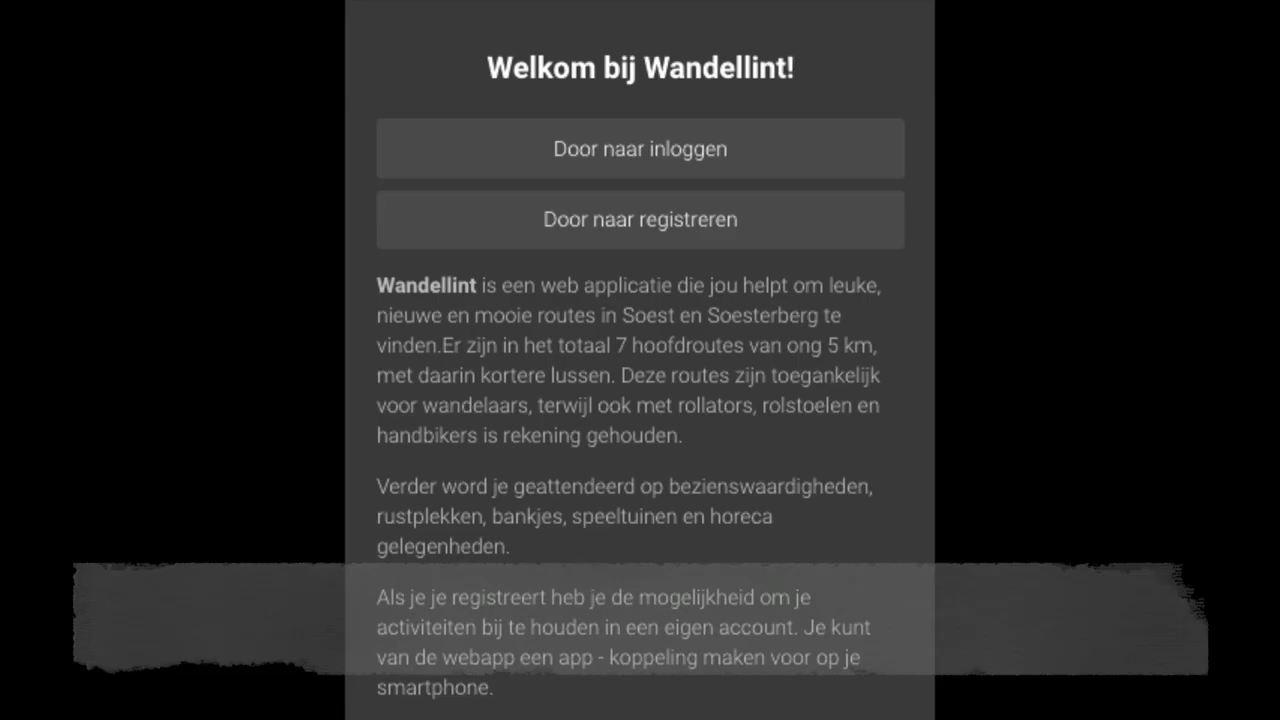 Welkom bij Wandellint!
Door naar inloggen
Door naar registreren
Wandellint is een web applicatie die jou helpt om leuke,
nieuwe en mooie routes in Soest en Soesterberg te
vinden.Er zijn in het totaal 7 hoofdroutes van ong 5 km,
met daarin kortere lussen. Deze routes zijn toegankelijk
voor wandelaars, terwijl ook met rollators, rolstoelen en
handbikers is rekening gehouden.
Verder word je geattendeerd op bezienswaardigheden,
rustplekken, bankjes, speeltuinen en horeca
gelegenheden.
Als je je registreert heb je de mogelijkheid om je
activiteiten bij te houden in een eigen account. Je kunt
van de webapp een app - koppeling maken voor op je
smartphone.